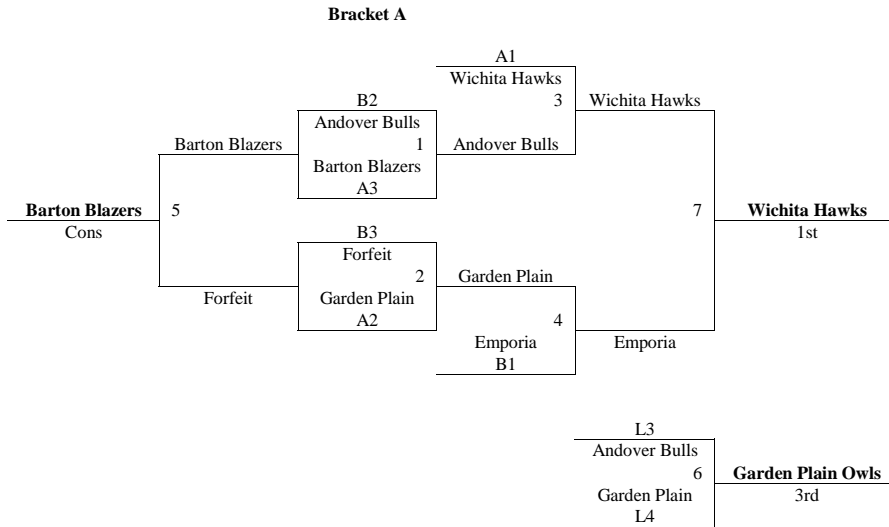 Bracket A
A1
Wichita Hawks
B2
3
Wichita Hawks
Andover Bulls
Barton Blazers
1
Andover Bulls
Barton Blazers
A3
Barton Blazers
5
7
Wichita Hawks
Cons
B3
1st
Forfeit
2
Garden Plain
Forfeit
Garden Plain
A2
4
Emporia
Emporia
B1
L3
Andover Bulls
6
Garden Plain Owls
Garden Plain
3rd
L4